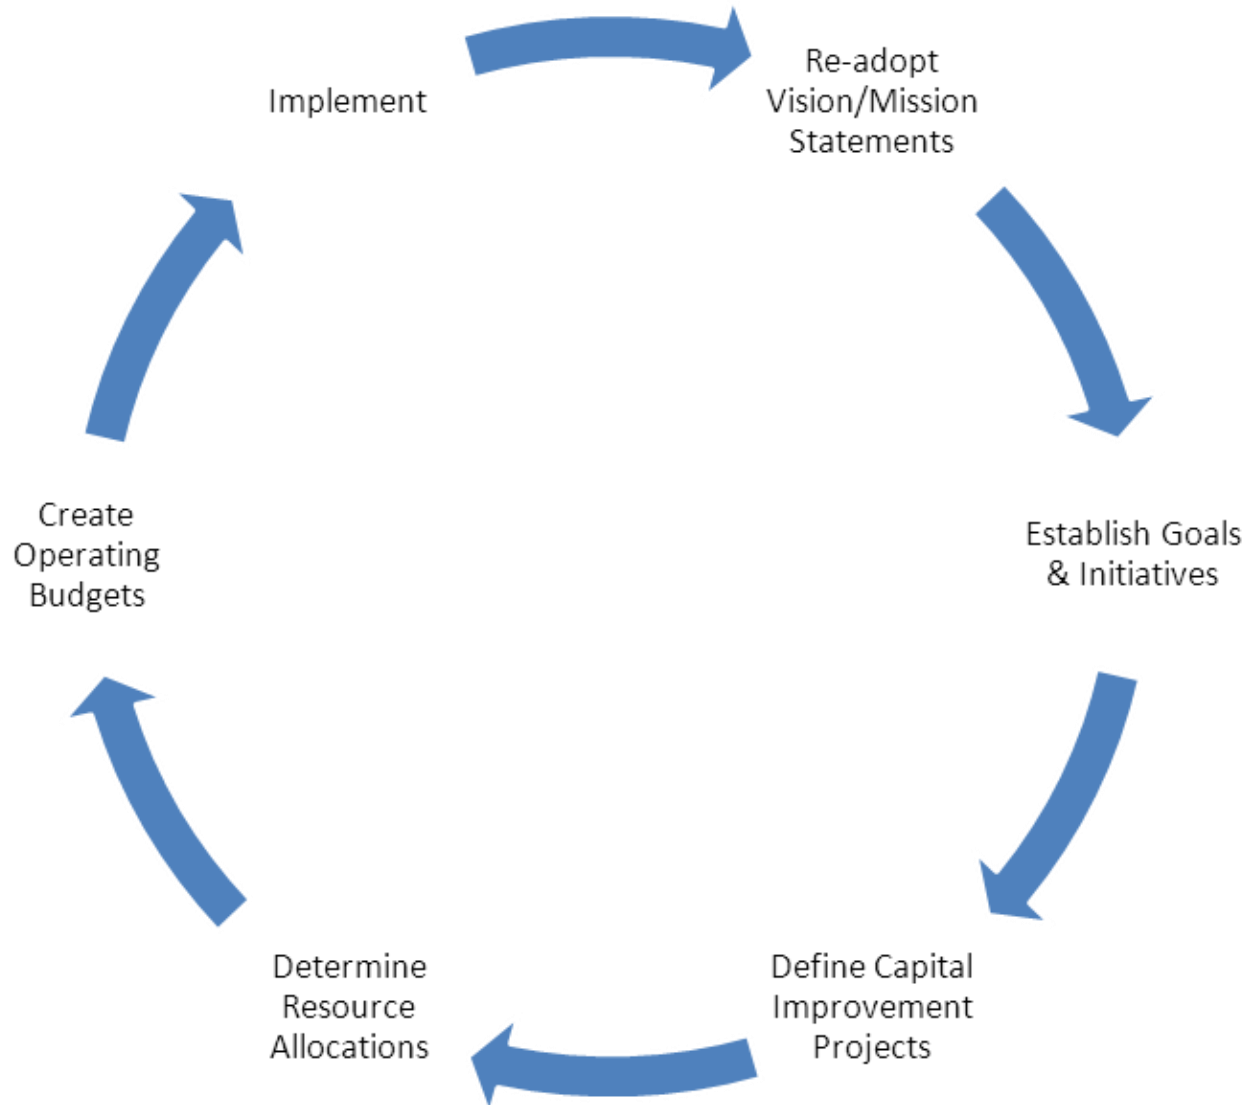 Implement
Re-adopt
Vision/Mission
Statements
Establish Goals
& Initiatives
Define Capital
Improvement
Projects
Determine
Resource
Allocations
Create
Operating
Budgets